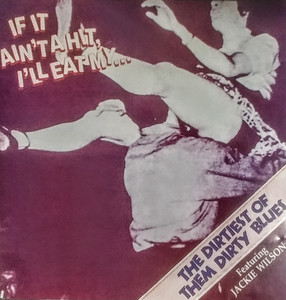 IF IT
AIN'T A HIT,
I'LL EAT MY....
THE DIRTIEST OF
THEM DIRTY BLUES
Featuring
JACKIE WILSON